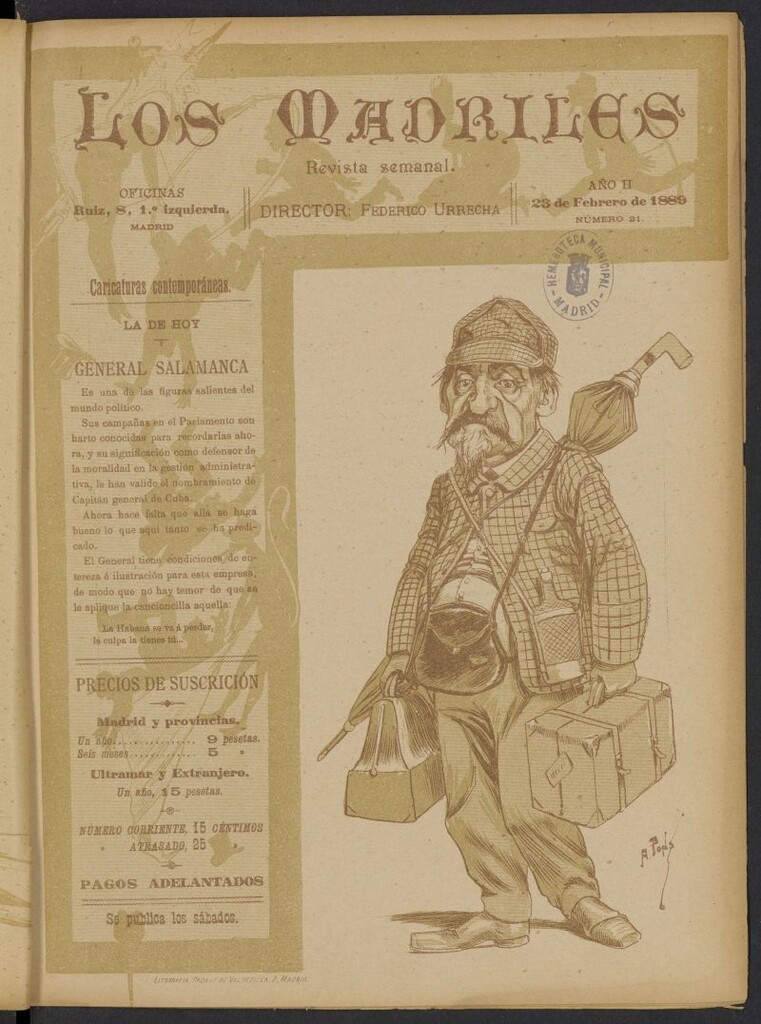 LOS MADRILES
Revista semanal.
OFICINAS
Ruiz, 8, 1.º izquierda.
MADRID
DIRECTOR: FEDERICO URRECHA
AÑO II
23 de Febrero de 1889
NÚMERO 21.
HEMEROTECA MUNICIPAL
MADRID
Caricaturas contemporáneas.
LA DE HOY
GENERAL SALAMANCA
Es una de las figuras salientes del
mundo político.
Sus campañas en el Parlamento son
harto conocidas para recordarlas aho-
ra, y su significación como defensor de
la moralidad en la gestión administra-
tiva, le han valido el nombramiento de
Capitán general de Cuba.
Ahora hace falta que allá se haga
bueno lo que aquí tanto se ha predi-
cado.
El General tiene condiciones de en-
tereza é ilustración para esta empresa,
de modo que no hay temor de que se
le aplique la cancioncilla aquella:
La Habana se va á perder,
la culpa la tienes tú...
PRECIOS DE SUSCRICIÓN
Madrid y provincias.
Un año.............. 9 pesetas.
Seis meses........... 5 »
Ultramar y Extranjero.
Un año, 15 pesetas.
NÚMERO CORRIENTE, 15 CÉNTIMOS
» ATRASADO, 25 »
PAGOS ADELANTADOS
Se publica los sábados.
A Pons
MADRID